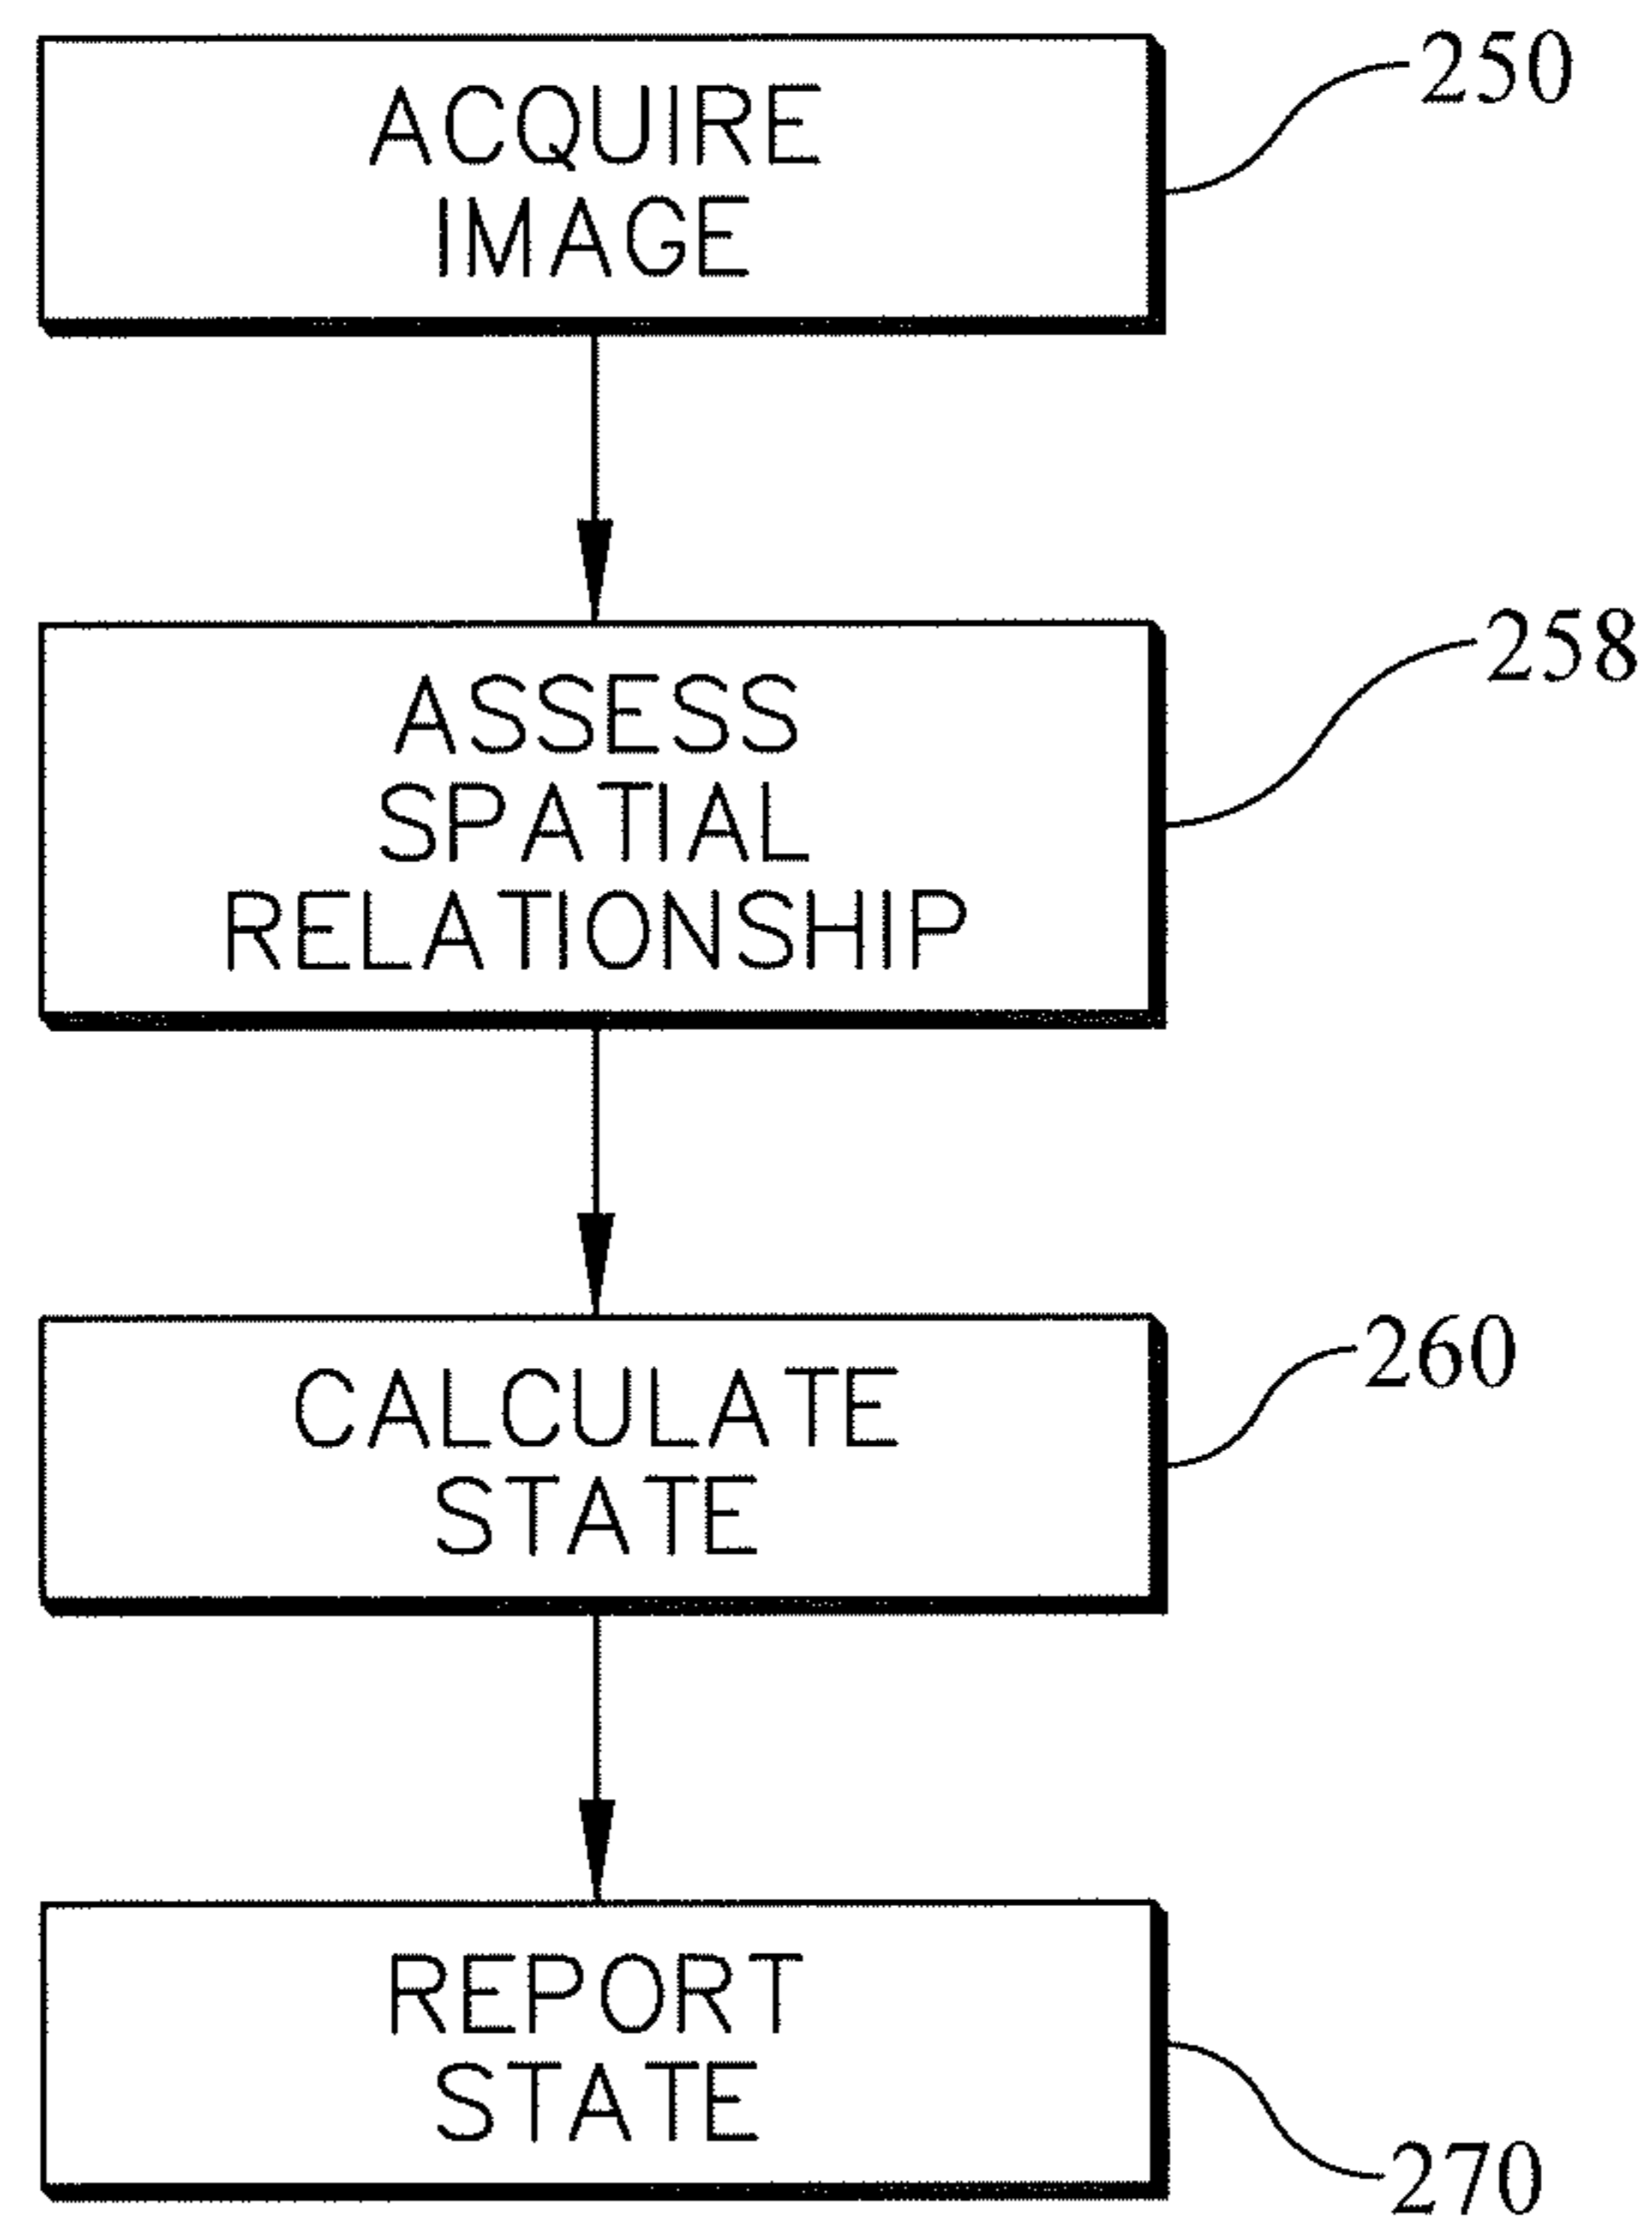 ACQUIRE
IMAGE
250
ASSESS
SPATIAL
RELATIONSHIP
258
CALCULATE
STATE
260
REPORT
STATE
270